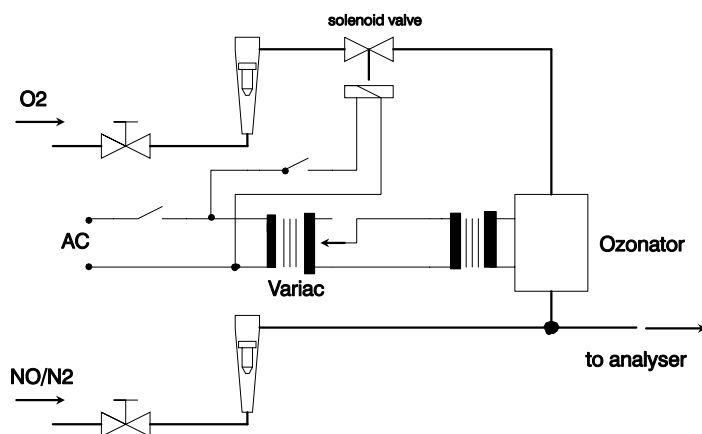 solenoid valve
O2
AC
Variac
Ozonator
to analyser
NO/N2